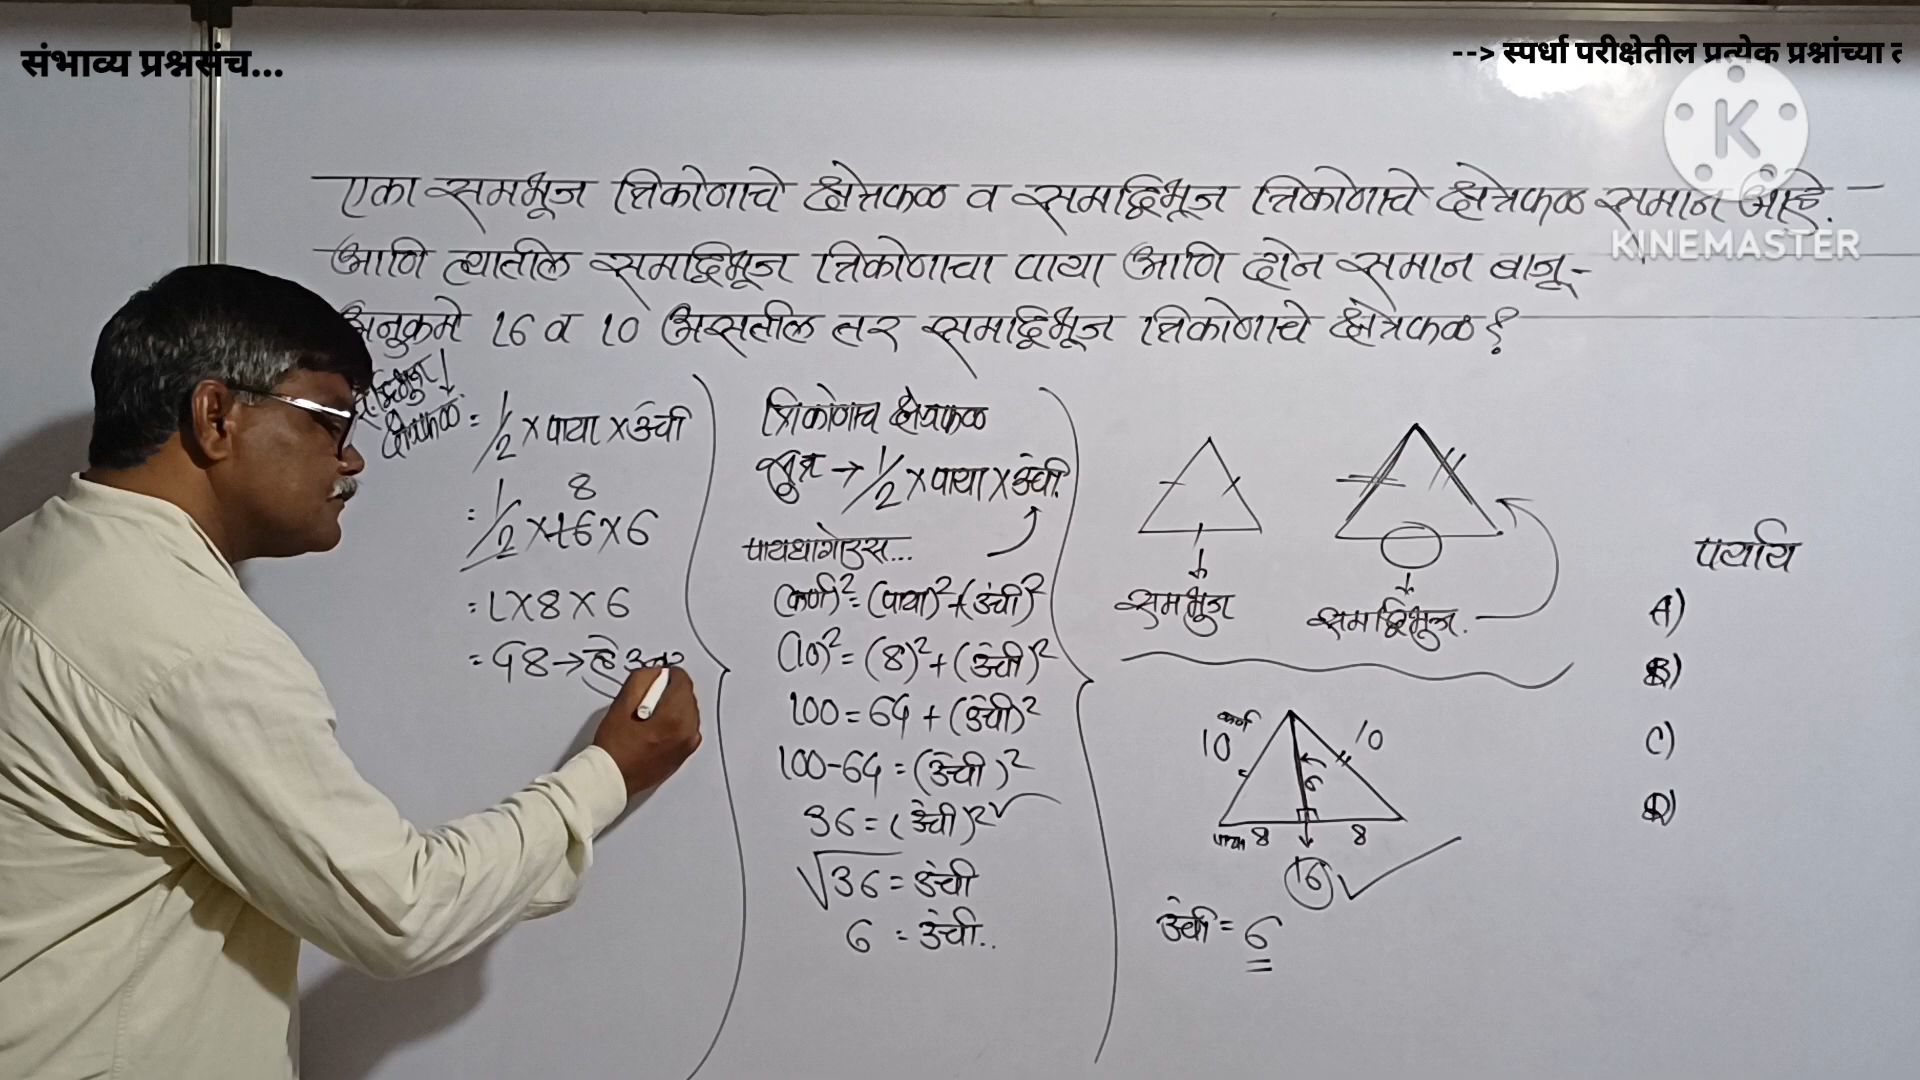 संभाव्य प्रश्नसंच...
--> स्पर्धा परीक्षेतील प्रत्येक प्रश्नांच्या त
KINEMASTER
एका समभूज त्रिकोणाचे क्षेत्रफळ व समद्विभूज त्रिकोणाचे क्षेत्रफळ समान आहे.
आणि त्यातील समद्विभूज त्रिकोणाचा पाया आणि दोन समान बाजू-
अनुक्रमे 16 व 10 असतील तर समद्विभूज त्रिकोणाचे क्षेत्रफळ?
द्विभूज
क्षेत्रफळ = 1/2 × पाया × उंची
8
= 1/2 × 16 × 6
= 1 × 8 × 6
= 48 → हे
त्रिकोणाच क्षेत्रफळ
सुत्र → 1/2 × पाया × उंची.
पायथागोरस...
(कर्ण)² = (पाया)² + (उंची)²
(10)² = (8)² + (उंची)²
100 = 64 + (उंची)²
100-64 = (उंची)²
36 = (उंची)²
√36 = उंची
6 = उंची..
समभुज
समद्विभूज.
कर्ण
10
10
6
पाया 8
8
16
उंची = 6
पर्याय
A)
B)
C)
D)